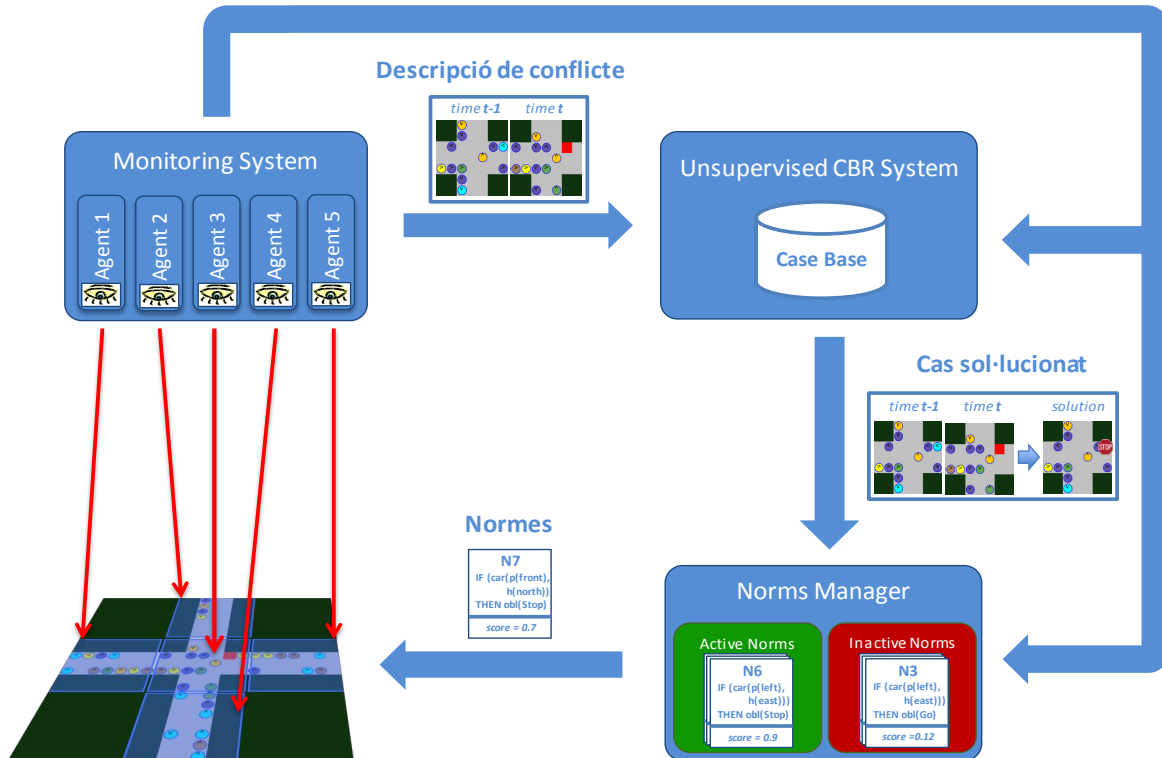 Descripció de conflicte
time t-1 time t
Monitoring System
Agent 1
Agent 2
Agent 3
Agent 4
Agent 5
Unsupervised CBR System
Case Base
Cas sol·lucionat
time t-1 time t solution
STOP
Normes
N7
IF (car(p(front),
h(north))
THEN obl(Stop)
score = 0.7
Norms Manager
Active Norms
N6
IF (car(p(left),
h(east)))
THEN obl(Stop)
score = 0.9
Inactive Norms
N3
IF (car(p(left),
h(east)))
THEN obl(Go)
score =0.12